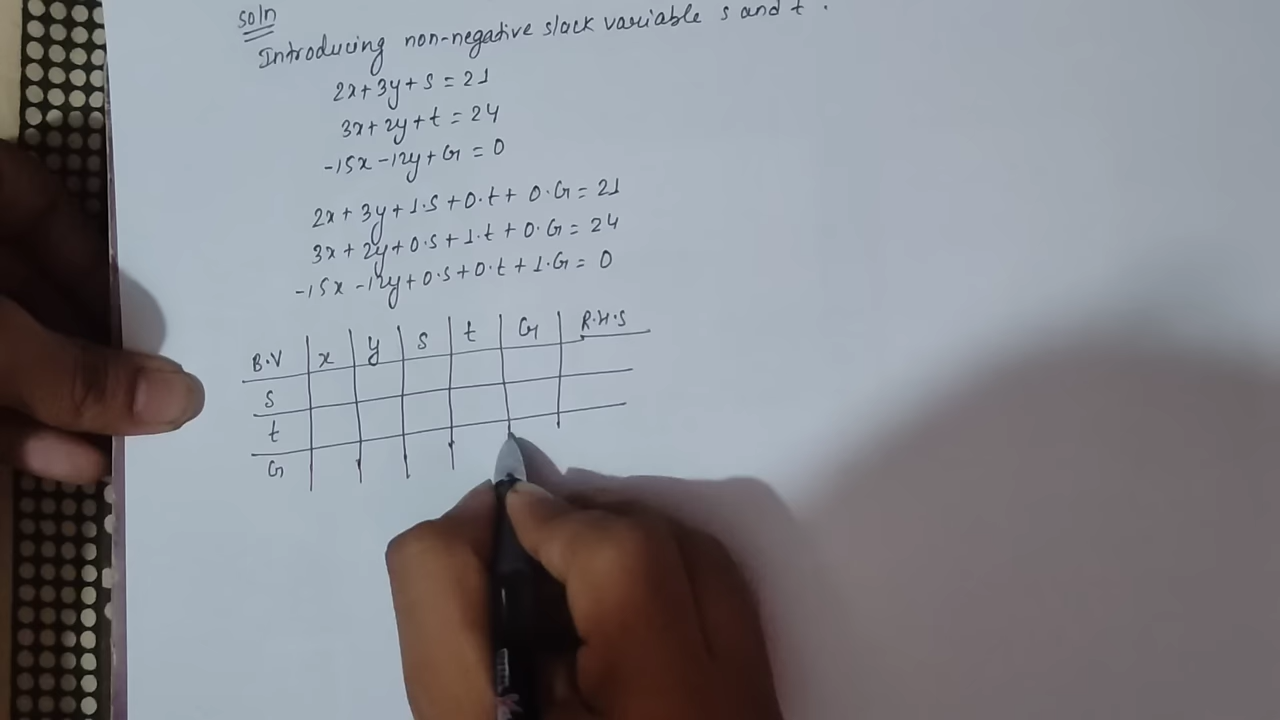 soln
Introducing non-negative slack variable s and t.
2x+3y+s=21
3x+2y+t=24
-15x-12y+G=0
2x+3y+1·s+0·t+0·G=21
3x+2y+0·s+1·t+0·G=24
-15x-12y+0·s+0·t+1·G=0
B.V x y s t G R.H.S
s
t
G